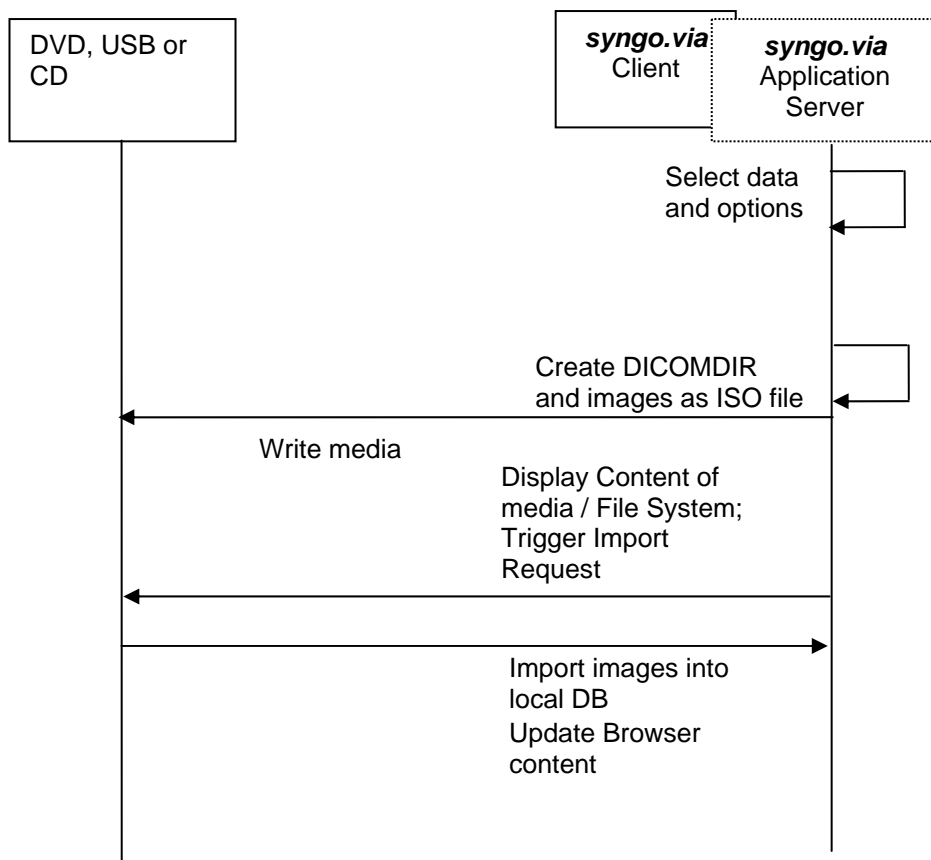 DVD, USB or
CD
syngo.via
Client
syngo.via
Application
Server
Select data
and options
Create DICOMDIR
and images as ISO file
Write media
Display Content of
media / File System;
Trigger Import
Request
Import images into
local DB
Update Browser
content